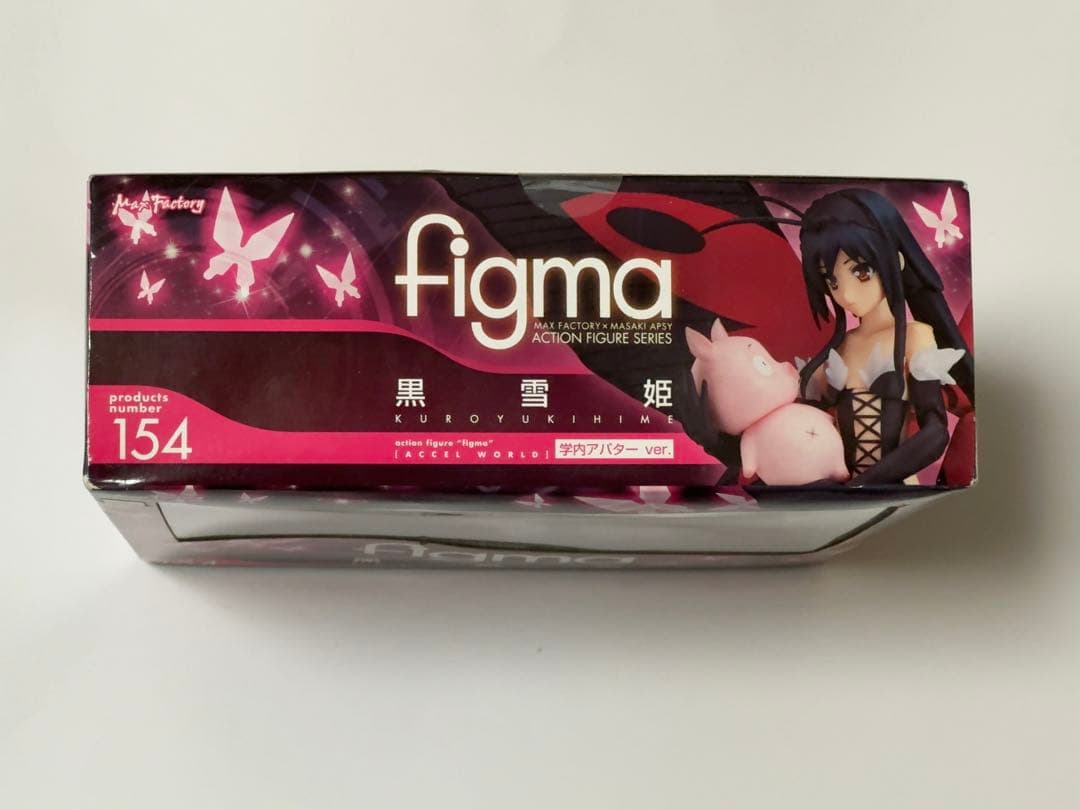 Max Factory
figma
MAX FACTORY × MASAKI APSY
ACTION FIGURE SERIES
黒雪姫
KUROYUKIHIME
products
number
154
action figure "figma"
[ACCEL WORLD]
学内アバター ver.
figma